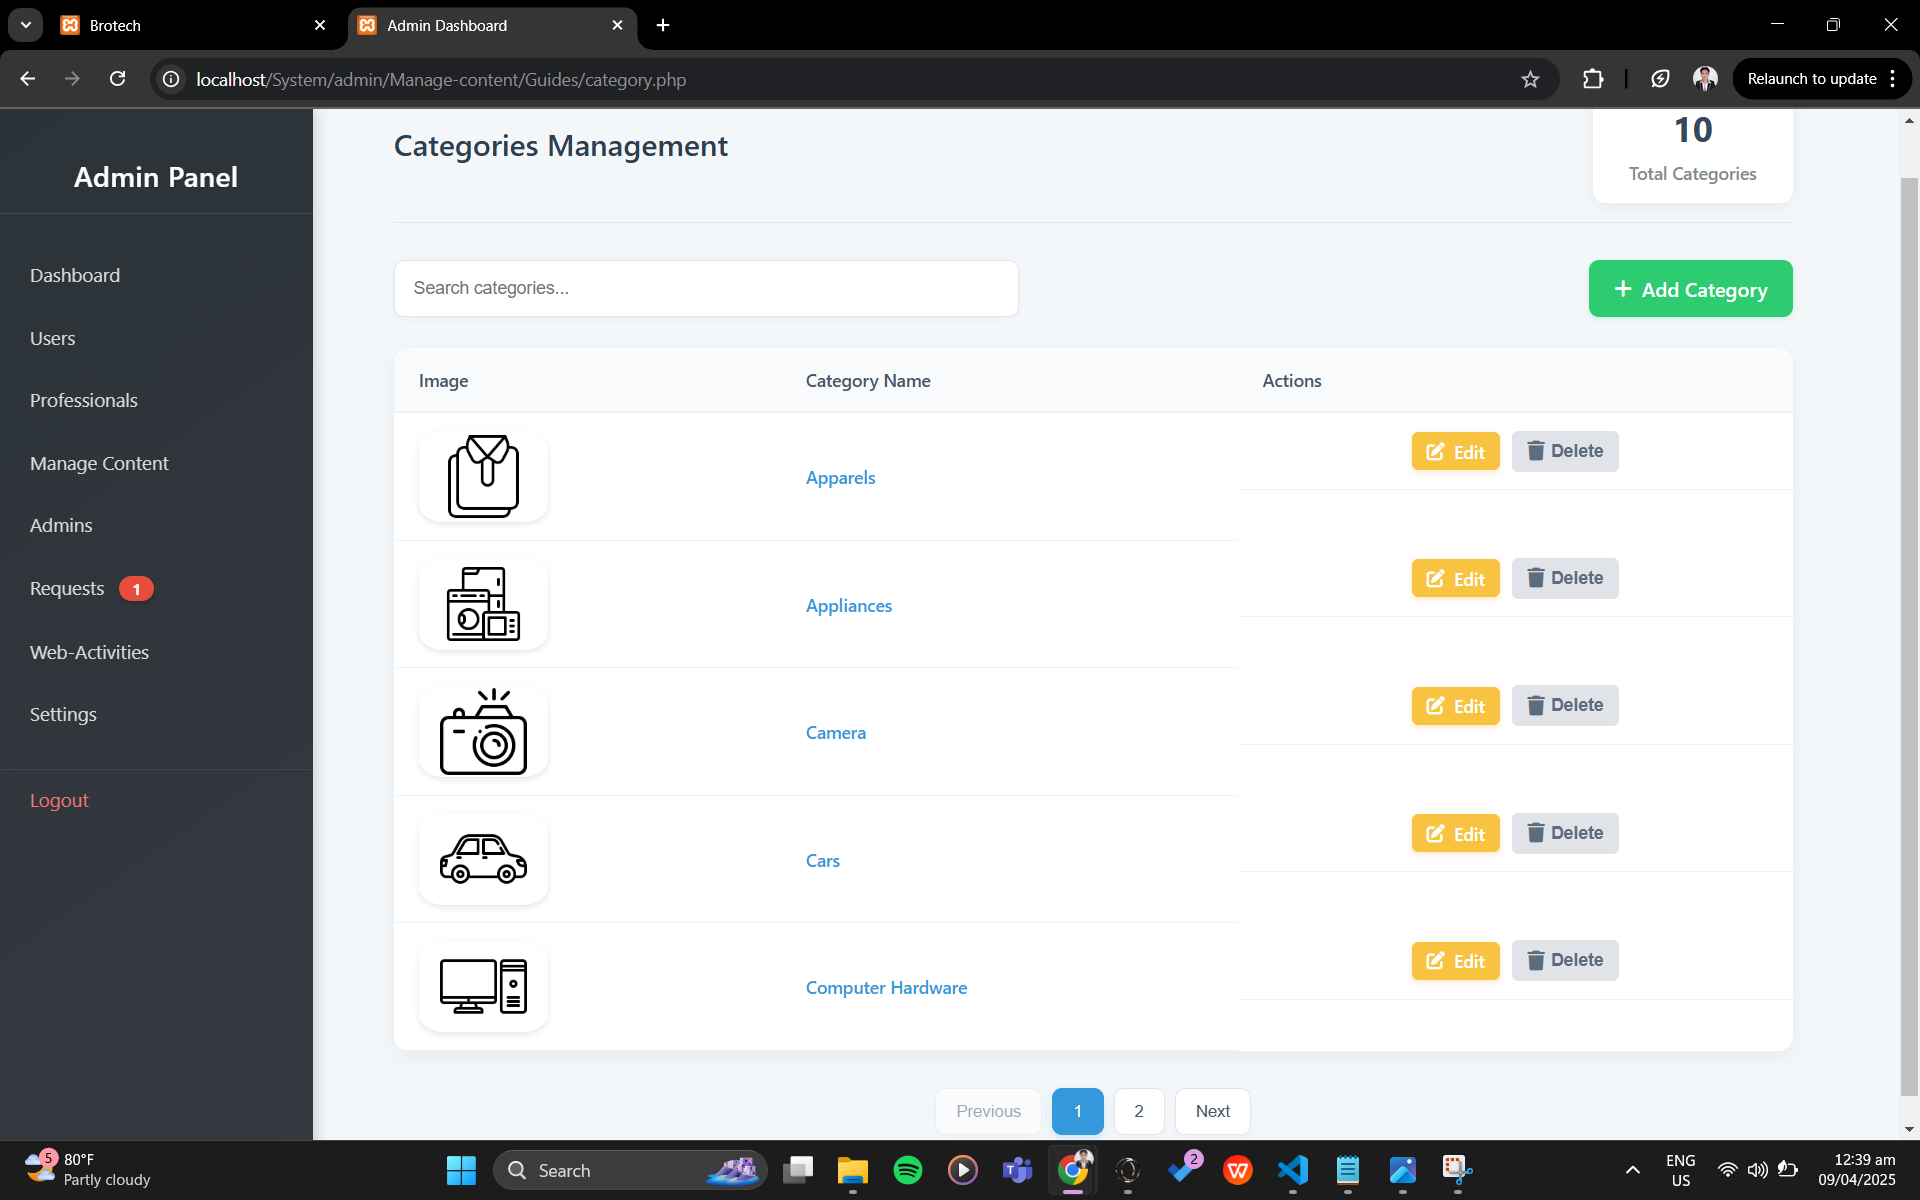 Brotech
Admin Dashboard
localhost/System/admin/Manage-content/Guides/category.php
Relaunch to update
Admin Panel
Dashboard
Users
Professionals
Manage Content
Admins
Requests 1
Web-Activities
Settings
Logout
Categories Management
10
Total Categories
Search categories...
+ Add Category
Image Category Name Actions
Apparels Edit Delete
Appliances Edit Delete
Camera Edit Delete
Cars Edit Delete
Computer Hardware Edit Delete
Previous 1 2 Next
5
80°F
Partly cloudy
Search
2
ENG
US
12:39 am
09/04/2025